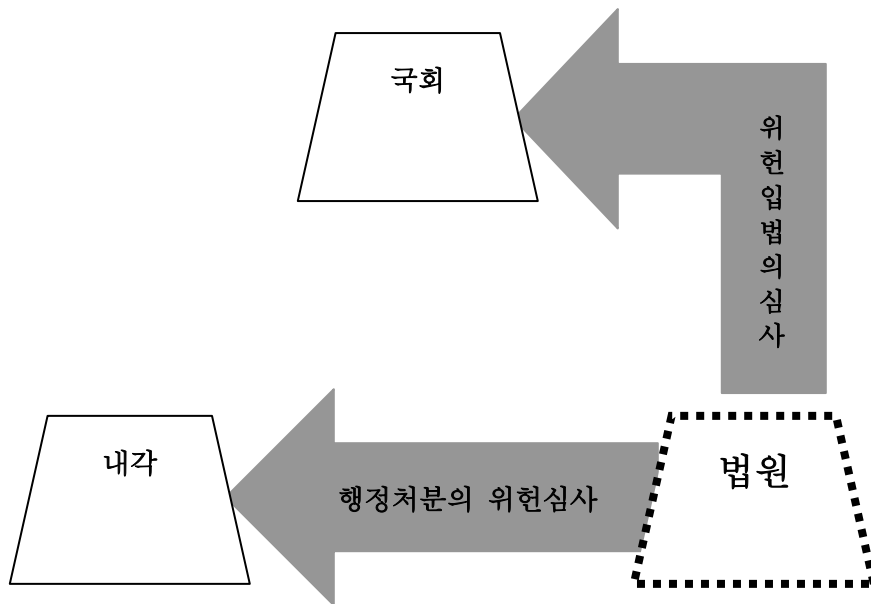 국회
위헌입법의심사
내각
행정처분의 위헌심사
법원